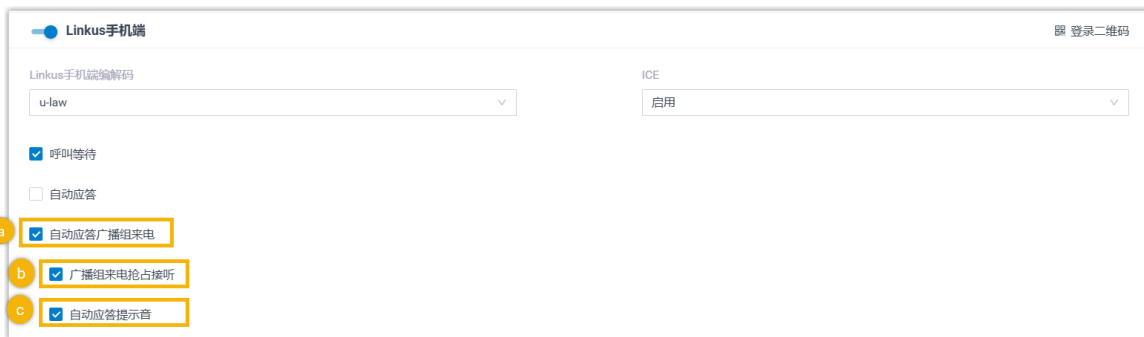 Linkus手机端
登录二维码
Linkus手机端编解码
ICE
u-law
启用
呼叫等待
自动应答
a
自动应答广播组来电
b
广播组来电抢占接听
c
自动应答提示音